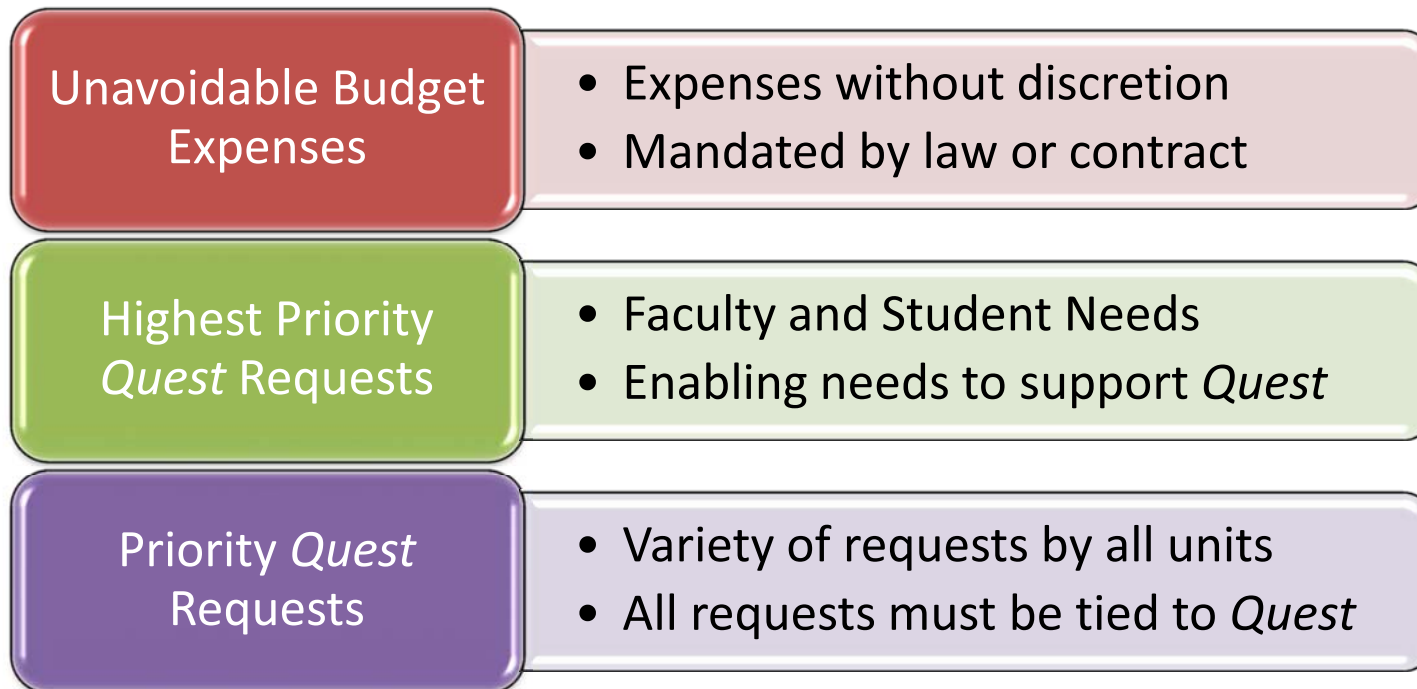 Unavoidable Budget
Expenses
• Expenses without discretion
• Mandated by law or contract
Highest Priority
Quest Requests
• Faculty and Student Needs
• Enabling needs to support Quest
Priority Quest
Requests
• Variety of requests by all units
• All requests must be tied to Quest